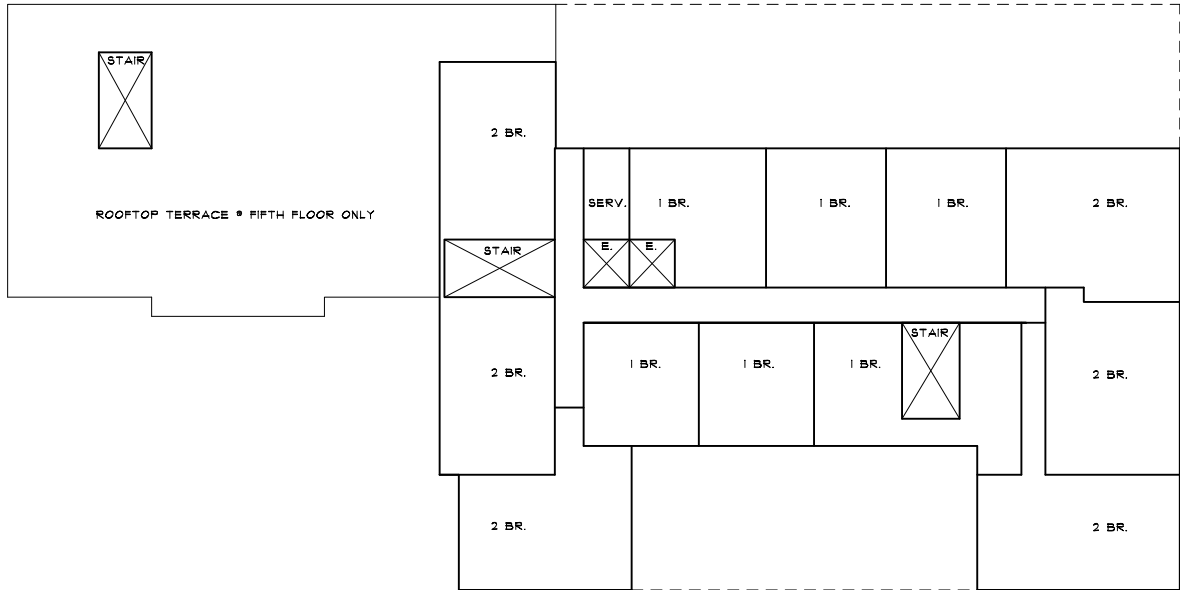 STAIR
2 BR.
SERV.
1 BR.
1 BR.
1 BR.
2 BR.
ROOFTOP TERRACE @ FIFTH FLOOR ONLY
STAIR
E.
E.
STAIR
1 BR.
1 BR.
1 BR.
2 BR.
2 BR.
2 BR.
2 BR.